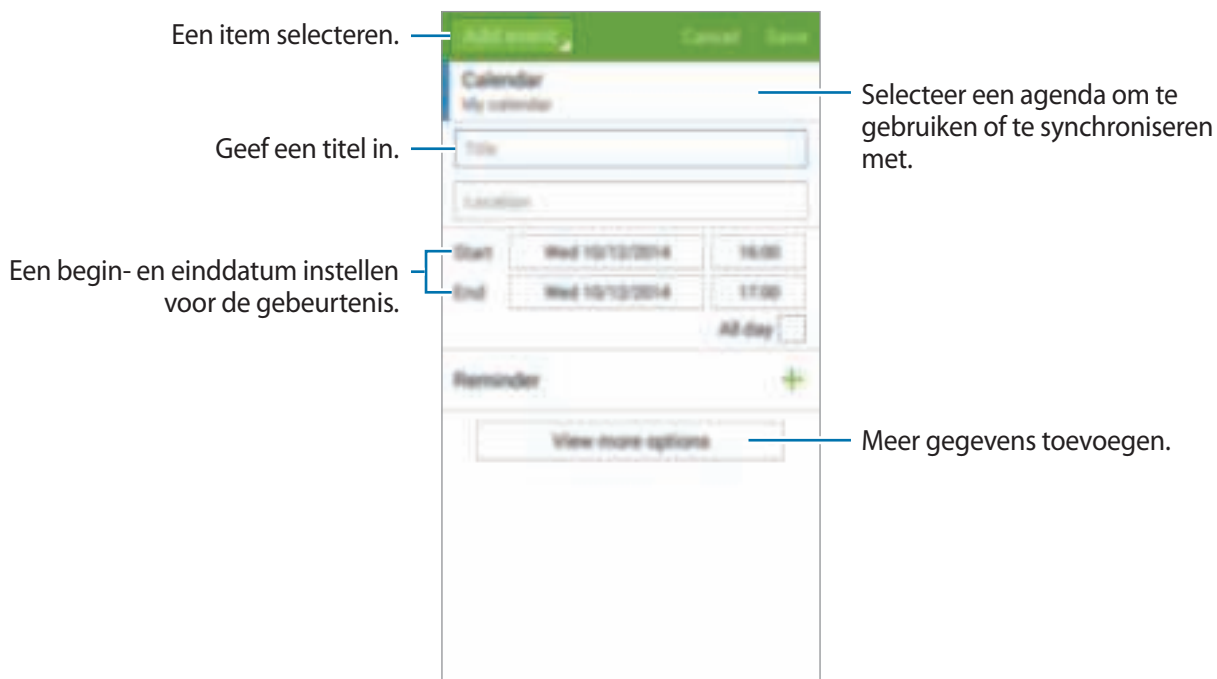 Een item selecteren.
Add event
Cancel Save
Calendar
My calendar
Selecteer een agenda om te
gebruiken of te synchroniseren
met.
Geef een titel in.
Title
Location
Een begin- en einddatum instellen
voor de gebeurtenis.
Start Wed 10/12/2014 16:00
End Wed 10/12/2014 17:00
All day
Reminder
View more options
Meer gegevens toevoegen.